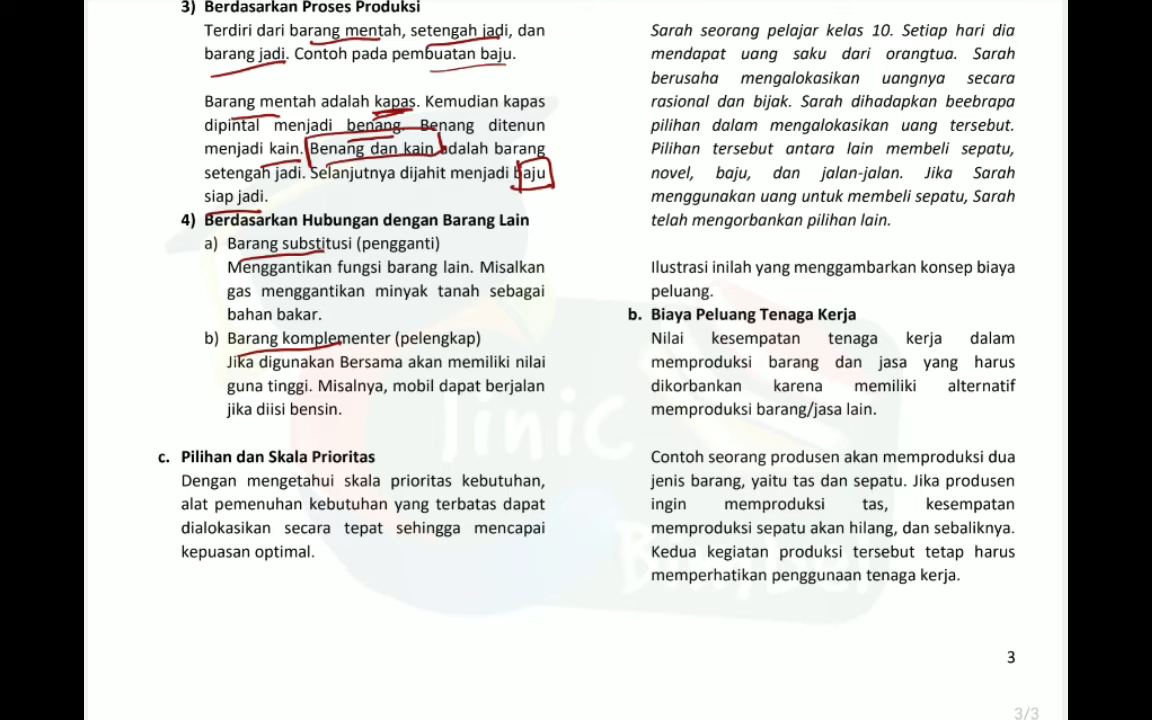 3) Berdasarkan Proses Produksi
Terdiri dari barang mentah, setengah jadi, dan
barang jadi. Contoh pada pembuatan baju.
Barang mentah adalah kapas. Kemudian kapas
dipintal menjadi benang. Benang ditenun
menjadi kain. Benang dan kain adalah barang
setengah jadi. Selanjutnya dijahit menjadi baju
siap jadi.
4) Berdasarkan Hubungan dengan Barang Lain
a) Barang substitusi (pengganti)
Menggantikan fungsi barang lain. Misalkan
gas menggantikan minyak tanah sebagai
bahan bakar.
b) Barang komplementer (pelengkap)
Jika digunakan Bersama akan memiliki nilai
guna tinggi. Misalnya, mobil dapat berjalan
jika diisi bensin.
c. Pilihan dan Skala Prioritas
Dengan mengetahui skala prioritas kebutuhan,
alat pemenuhan kebutuhan yang terbatas dapat
dialokasikan secara tepat sehingga mencapai
kepuasan optimal.
Sarah seorang pelajar kelas 10. Setiap hari dia
mendapat uang saku dari orangtua. Sarah
berusaha mengalokasikan uangnya secara
rasional dan bijak. Sarah dihadapkan beebrapa
pilihan dalam mengalokasikan uang tersebut.
Pilihan tersebut antara lain membeli sepatu,
novel, baju, dan jalan-jalan. Jika Sarah
menggunakan uang untuk membeli sepatu, Sarah
telah mengorbankan pilihan lain.
Ilustrasi inilah yang menggambarkan konsep biaya
peluang.
b. Biaya Peluang Tenaga Kerja
Nilai kesempatan tenaga kerja dalam
memproduksi barang dan jasa yang harus
dikorbankan karena memiliki alternatif
memproduksi barang/jasa lain.
Contoh seorang produsen akan memproduksi dua
jenis barang, yaitu tas dan sepatu. Jika produsen
ingin memproduksi tas, kesempatan
memproduksi sepatu akan hilang, dan sebaliknya.
Kedua kegiatan produksi tersebut tetap harus
memperhatikan penggunaan tenaga kerja.
3
3/3